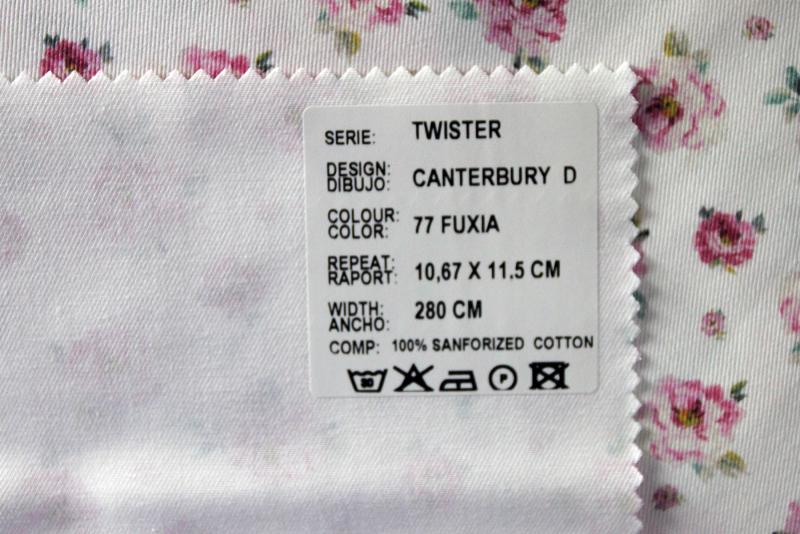 SERIE: TWISTER
DESIGN:
DIBUJO: CANTERBURY D
COLOUR:
COLOR: 77 FUXIA
REPEAT:
RAPORT: 10,67 X 11.5 CM
WIDTH:
ANCHO: 280 CM
COMP: 100% SANFORIZED COTTON
P